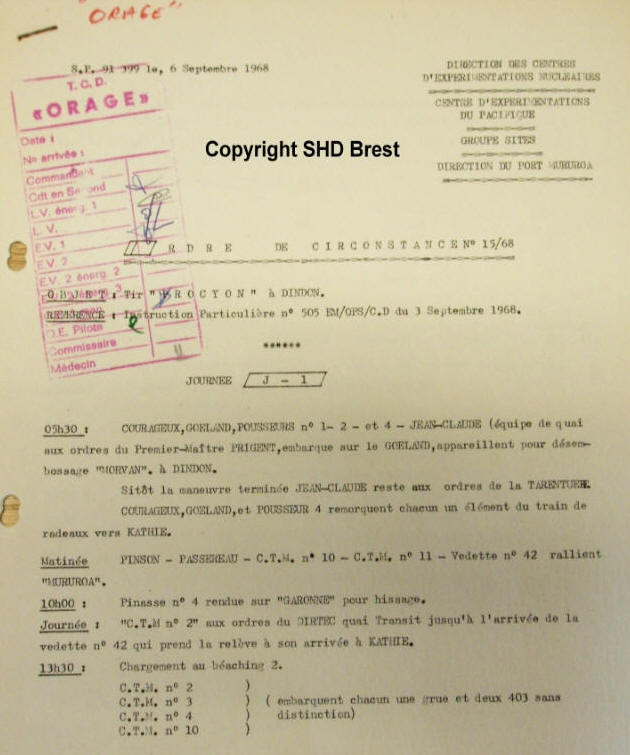 ORAGE"
S.P. 91 399 le, 6 Septembre 1968
DIRECTION DES CENTRES
D'EXPERIMENTATIONS NUCLEAIRES
CENTRE D'EXPERIMENTATIONS
DU PACIFIQUE
GROUPE SITES
DIRECTION DU PORT MURUROA
T.C.D.
«ORAGE»
Date :
No arrivée :
Commandant
Cdt en Second
L.V. énerg. 1
L.V.
E.V. 1
E.V. 2
E.V. 2 énerg. 2
O.E. Pilote
Commissaire
Médecin
Copyright SHD Brest
RDRE DE CIRCONSTANCE N° 15/68
OBJET : Tir "PROCYON" à DINDON.
REFERENCE : Instruction Particulière n° 505 EM/OPS/C.D du 3 Septembre 1968.
******
JOURNEE J - 1
05h30 : COURAGEUX,GOELAND,POUSSEURS n° 1- 2 - et 4 - JEAN-CLAUDE (équipe de quai
aux ordres du Premier-Maître PRIGENT,embarque sur le GOELAND,appareillent pour désem-
bossage "MORVAN". à DINDON.
Sitôt la maneuvre terminée JEAN-CLAUDE reste aux ordres de la TARENTULE.
COURAGEUX,GOELAND,et POUSSEUR 4 remorquent chacun un élément du train de
radeaux vers KATHIE.
Matinée PINSON - PASSEREAU - C.T.M. n° 10 - C.T.M. n° 11 - Vedette n° 42 rallient
"MURUROA".
10h00 : Pinasse n° 4 rendue sur "GARONNE" pour hissage.
Journée : "C.T.M n° 2" aux ordres du DIRTEC quai Transit jusqu'à l'arrivée de la
vedette n° 42 qui prend la relève à son arrivée à KATHIE.
13h30 : Chargement au béaching 2.
C.T.M. n° 2 )
C.T.M. n° 3 ) ( embarquent chacun une grue et deux 403 sans
C.T.M. n° 4 ) distinction)
C.T.M. n° 10 )